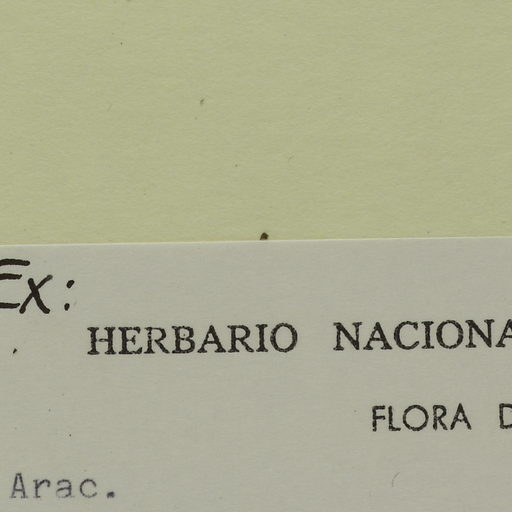 Ex:
HERBARIO NACIONA
FLORA D
Arac.